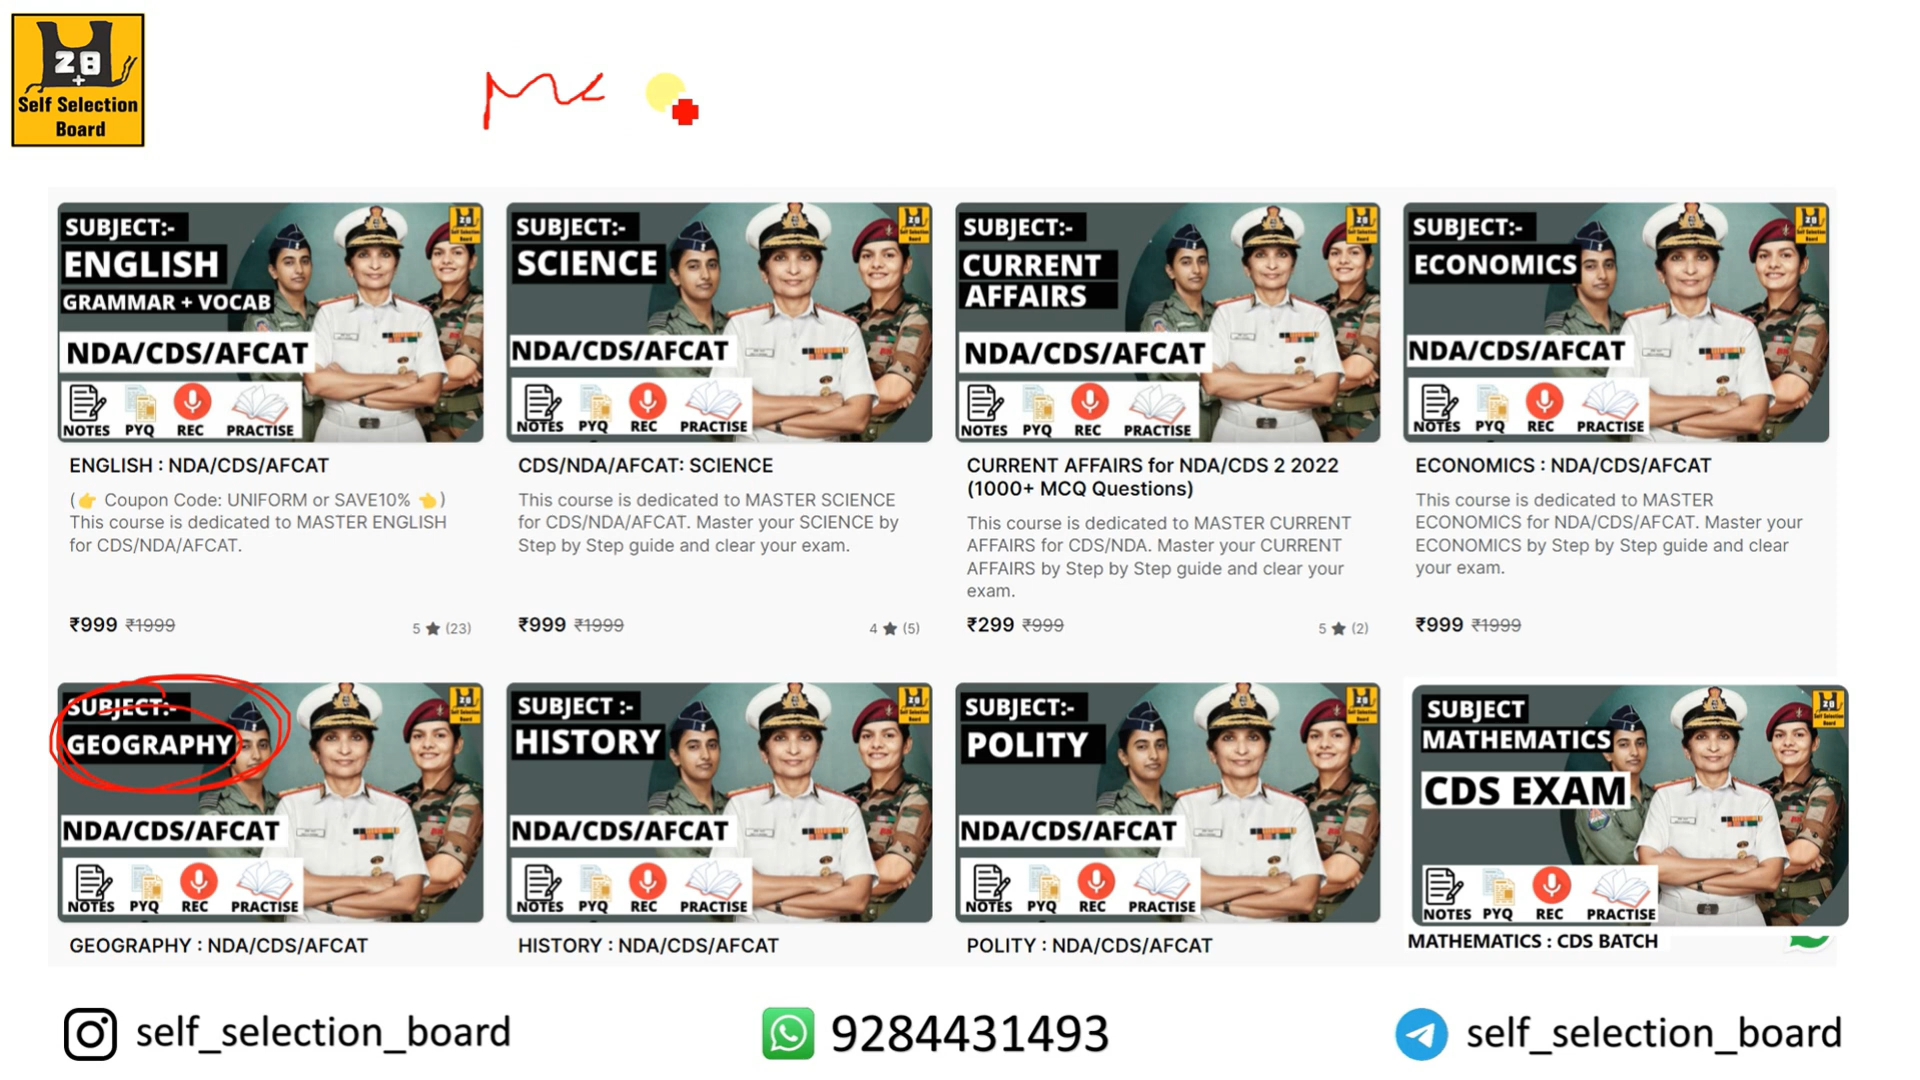 28
+
Self Selection
Board
SUBJECT:-
ENGLISH
GRAMMAR + VOCAB
NDA/CDS/AFCAT
NOTES PYQ REC PRACTISE
ENGLISH : NDA/CDS/AFCAT
(👉 Coupon Code: UNIFORM or SAVE10% 👈)
This course is dedicated to MASTER ENGLISH
for CDS/NDA/AFCAT.
₹999 ₹1999 5 ★ (23)
SUBJECT:-
SCIENCE
NDA/CDS/AFCAT
NOTES PYQ REC PRACTISE
CDS/NDA/AFCAT: SCIENCE
This course is dedicated to MASTER SCIENCE
for CDS/NDA/AFCAT. Master your SCIENCE by
Step by Step guide and clear your exam.
₹999 ₹1999 4 ★ (5)
SUBJECT:-
CURRENT
AFFAIRS
NDA/CDS/AFCAT
NOTES PYQ REC PRACTISE
CURRENT AFFAIRS for NDA/CDS 2 2022
(1000+ MCQ Questions)
This course is dedicated to MASTER CURRENT
AFFAIRS for CDS/NDA. Master your CURRENT
AFFAIRS by Step by Step guide and clear your
exam.
₹299 ₹999 5 ★ (2)
SUBJECT:-
ECONOMICS
NDA/CDS/AFCAT
NOTES PYQ REC PRACTISE
ECONOMICS : NDA/CDS/AFCAT
This course is dedicated to MASTER
ECONOMICS for NDA/CDS/AFCAT. Master your
ECONOMICS by Step by Step guide and clear
your exam.
₹999 ₹1999
SUBJECT:-
GEOGRAPHY
NDA/CDS/AFCAT
NOTES PYQ REC PRACTISE
GEOGRAPHY : NDA/CDS/AFCAT
SUBJECT :-
HISTORY
NDA/CDS/AFCAT
NOTES PYQ REC PRACTISE
HISTORY : NDA/CDS/AFCAT
SUBJECT:-
POLITY
NDA/CDS/AFCAT
NOTES PYQ REC PRACTISE
POLITY : NDA/CDS/AFCAT
SUBJECT
MATHEMATICS
CDS EXAM
NOTES PYQ REC PRACTISE
MATHEMATICS : CDS BATCH
self_selection_board
9284431493
self_selection_board